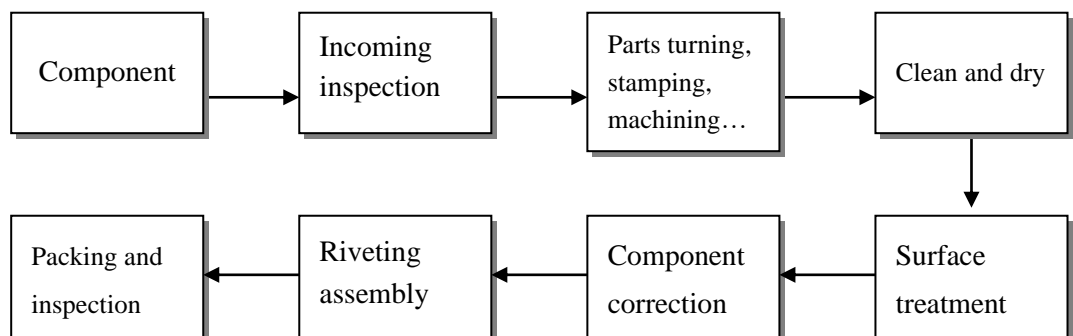 Component
Incoming
inspection
Parts turning,
stamping,
machining…
Clean and dry
Surface
treatment
Component
correction
Riveting
assembly
Packing and
inspection